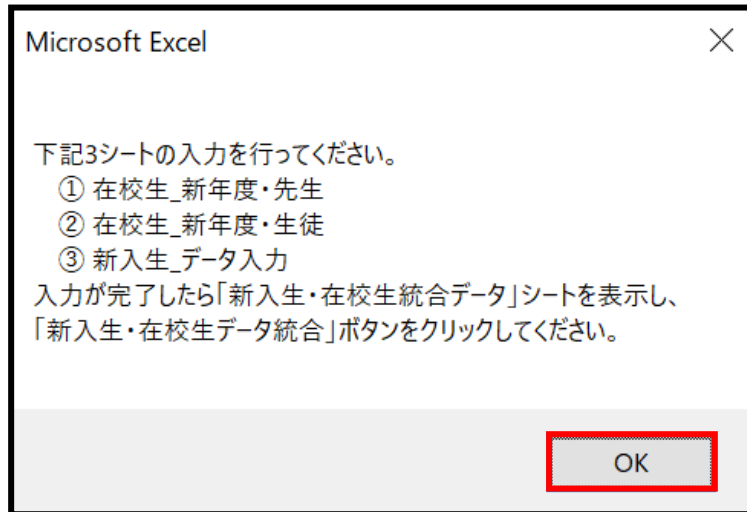 Microsoft Excel
下記3シートの入力を行ってください。
① 在校生_新年度・先生
② 在校生_新年度・生徒
③ 新入生_データ入力
入力が完了したら「新入生・在校生統合データ」シートを表示し、
「新入生・在校生データ統合」ボタンをクリックしてください。
OK